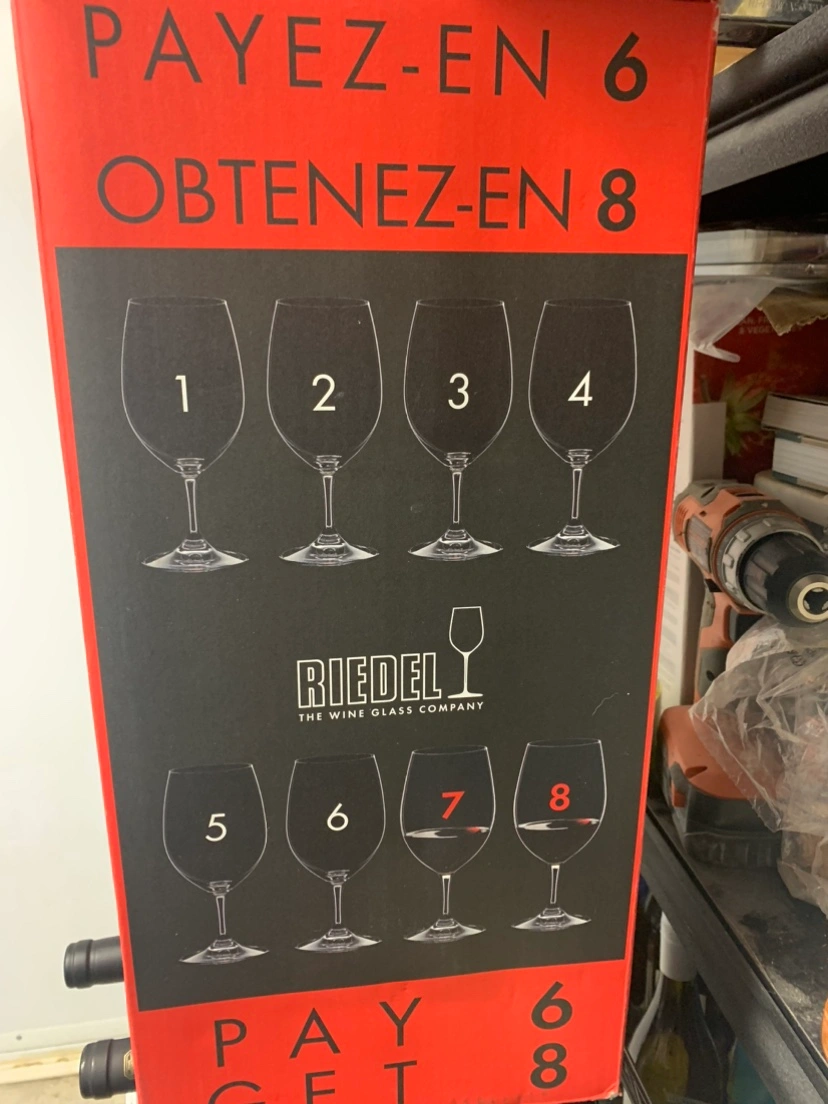 PAYEZ-EN 6
OBTENEZ-EN 8
1 2 3 4
RIEDEL
THE WINE GLASS COMPANY
5 6 7 8
PAY 6
GET 8